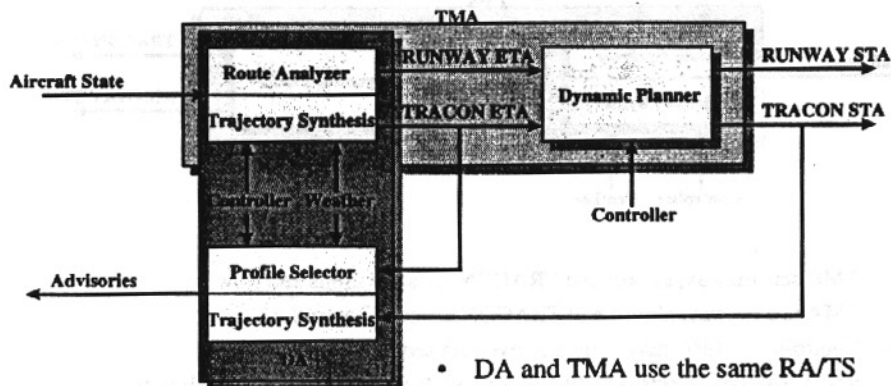 TMA
Route Analyzer
RUNWAY ETA
RUNWAY STA
Aircraft State
Dynamic Planner
Trajectory Synthesis
TRACON ETA
TRACON STA
Controller
Weather
Controller
Advisories
Profile Selector
Trajectory Synthesis
DA
• DA and TMA use the same RA/TS